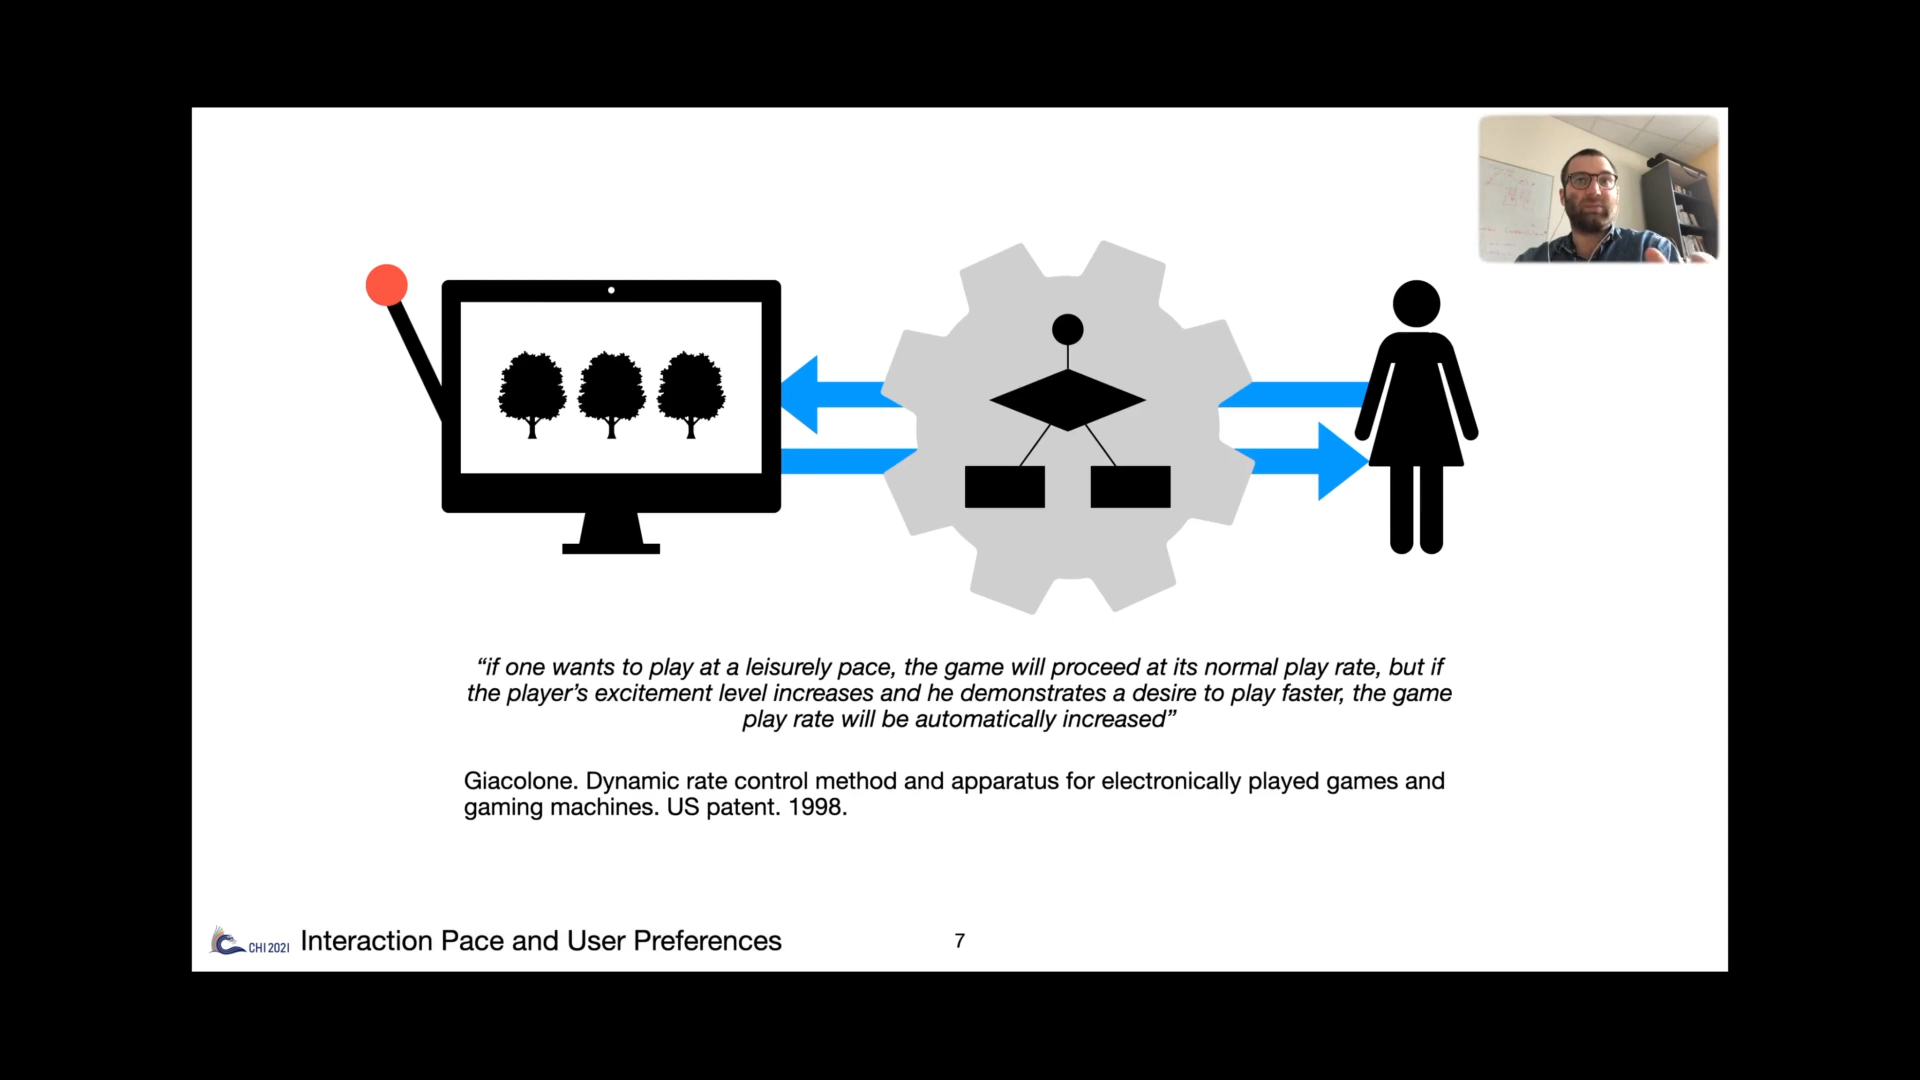 “if one wants to play at a leisurely pace, the game will proceed at its normal play rate, but if
the player’s excitement level increases and he demonstrates a desire to play faster, the game
play rate will be automatically increased”
Giacolone. Dynamic rate control method and apparatus for electronically played games and
gaming machines. US patent. 1998.
CHI 2021 Interaction Pace and User Preferences 7